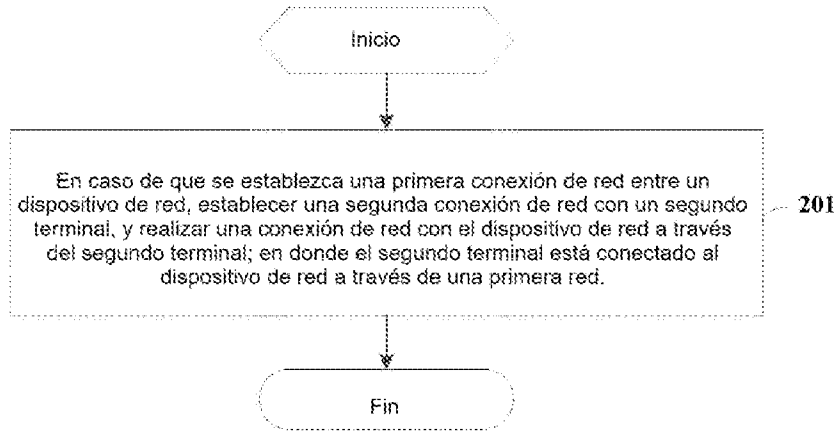 Inicio
En caso de que se establezca una primera conexión de red entre un
dispositivo de red, establecer una segunda conexión de red con un segundo
terminal, y realizar una conexión de red con el dispositivo de red a través
del segundo terminal; en donde el segundo terminal está conectado al
dispositivo de red a través de una primera red.
201
Fin